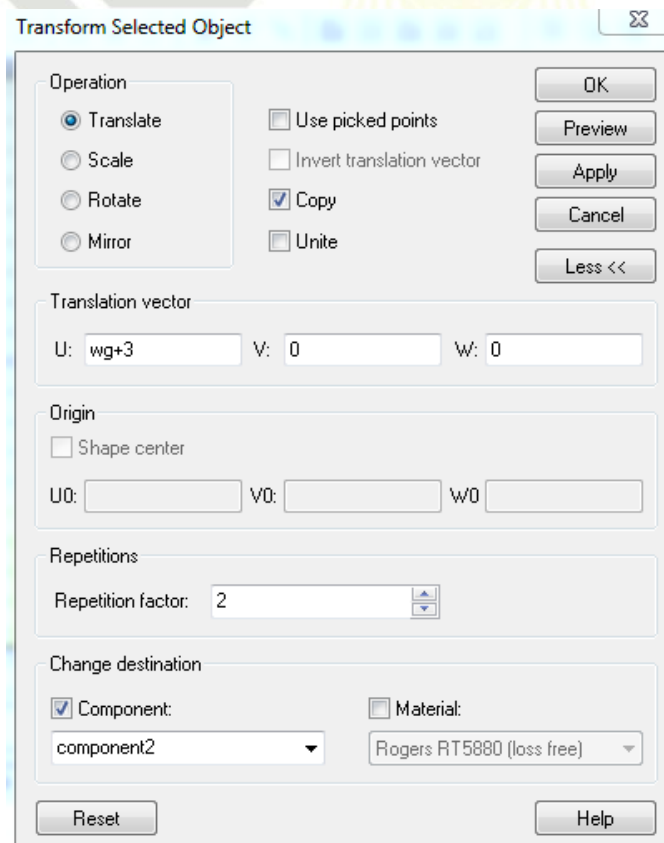 Transform Selected Object
Operation
Translate
Scale
Rotate
Mirror
Use picked points
Invert translation vector
Copy
Unite
OK
Preview
Apply
Cancel
Less <<
Translation vector
U: wg+3 V: 0 W: 0
Origin
Shape center
U0: V0: W0
Repetitions
Repetition factor: 2
Change destination
Component: Material:
component2 Rogers RT5880 (loss free)
Reset Help